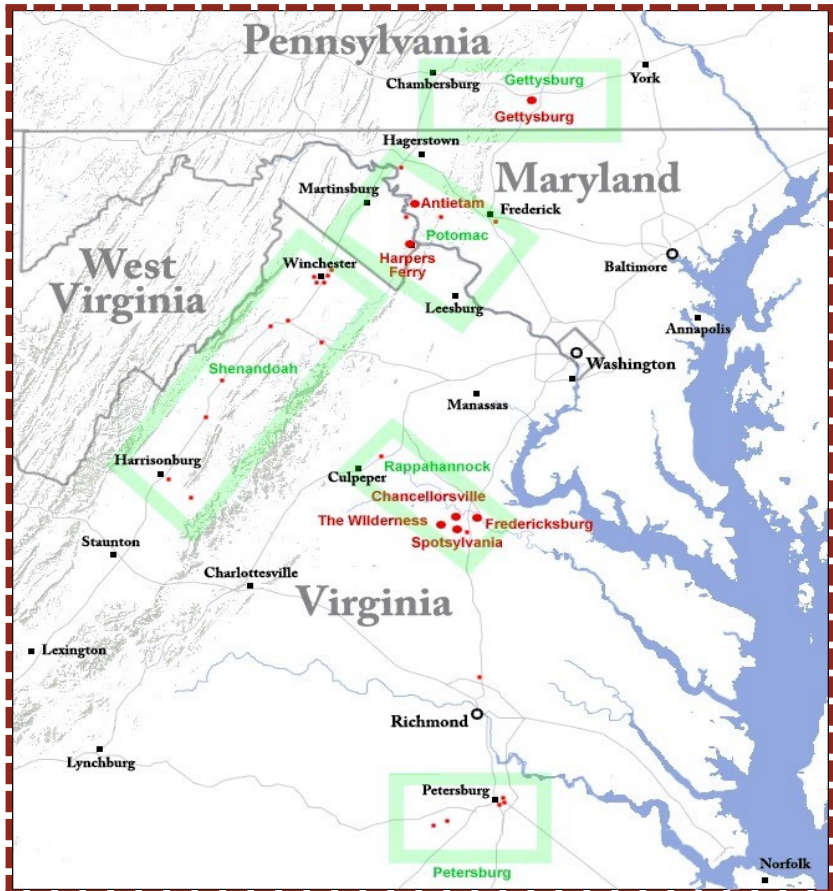 Pennsylvania
Chambersburg
Gettysburg
York
Gettysburg
Hagerstown
Maryland
Martinsburg
Antietam
Frederick
Potomac
West
Virginia
Winchester
Harpers
Ferry
Baltimore
Leesburg
Annapolis
Washington
Shenandoah
Manassas
Harrisonburg
Culpeper
Rappahannock
Chancellorsville
The WIlderness
Fredericksburg
Spotsylvania
Staunton
Charlottesville
Virginia
Lexington
Richmond
Lynchburg
Petersburg
Petersburg
Norfolk